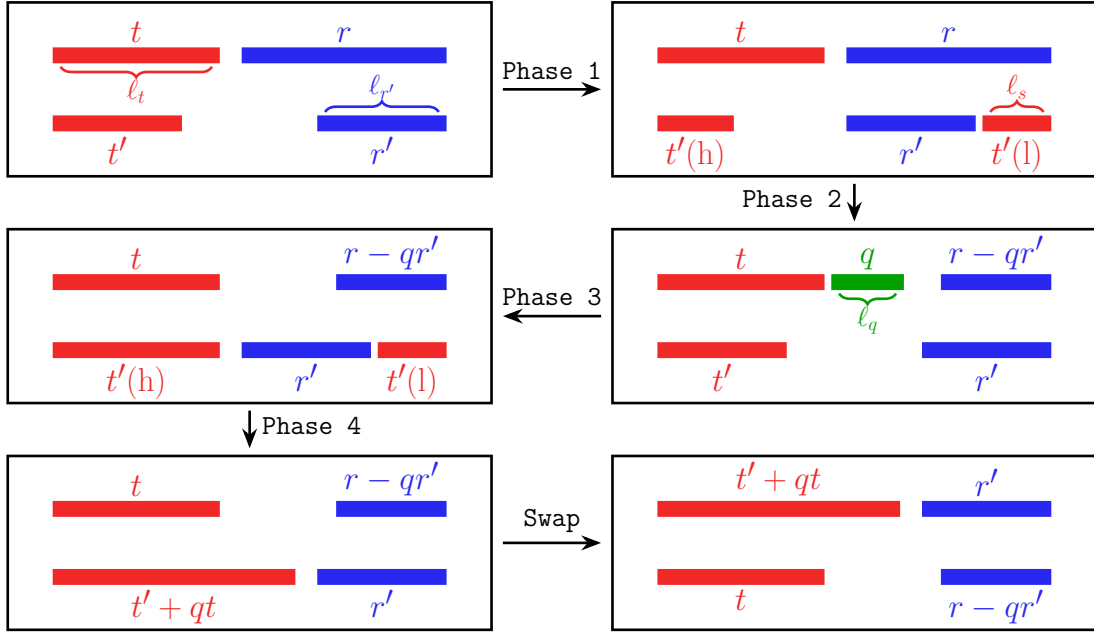 t r
ℓ_t ℓ_{r′}
t′ r′
Phase 1
t r
ℓ_s
t′(h) t′(l)
Phase 2
t q r − qr′
ℓ_q
t′ r′
Phase 3
t r − qr′
t′(h) r′ t′(l)
Phase 4
t r − qr′
t′ + qt r′
Swap
t′ + qt r′
t r − qr′